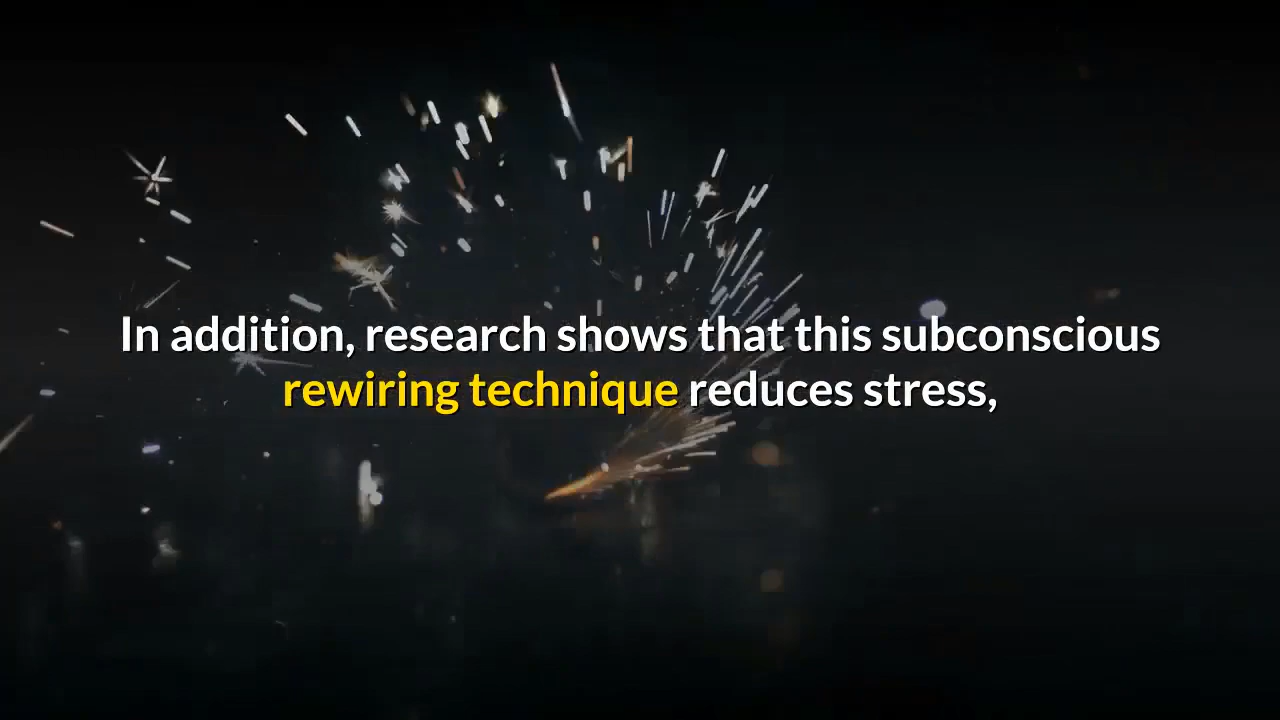 In addition, research shows that this subconscious
rewiring technique reduces stress,